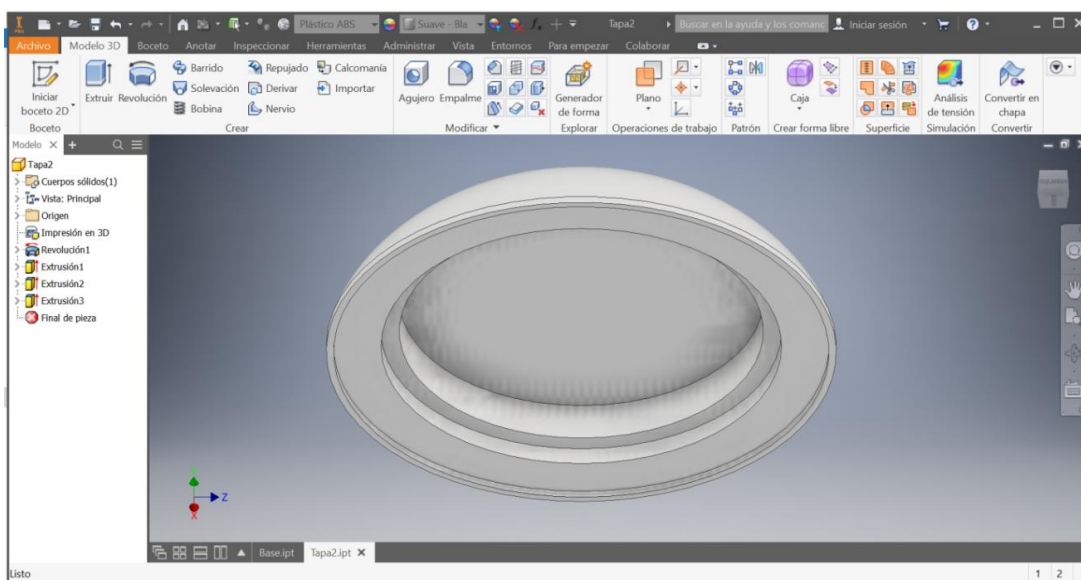 I PRO Plástico ABS Suave - Bla Tapa2 Buscar en la ayuda y los comanc Iniciar sesión
Archivo Modelo 3D Boceto Anotar Inspeccionar Herramientas Administrar Vista Entornos Para empezar Colaborar
Barrido Repujado Calcomanía
Solevación Derivar Importar
Bobina Nervio
Iniciar boceto 2D Extruir Revolución Agujero Empalme Generador de forma Plano Caja Análisis de tensión Convertir en chapa
Boceto Crear Modificar Explorar Operaciones de trabajo Patrón Crear forma libre Superficie Simulación Convertir
Modelo
Tapa2
Cuerpos sólidos(1)
Vista: Principal
Origen
Impresión en 3D
Revolución1
Extrusión1
Extrusión2
Extrusión3
Final de pieza
Z
X
Base.ipt Tapa2.ipt
Listo 1 2